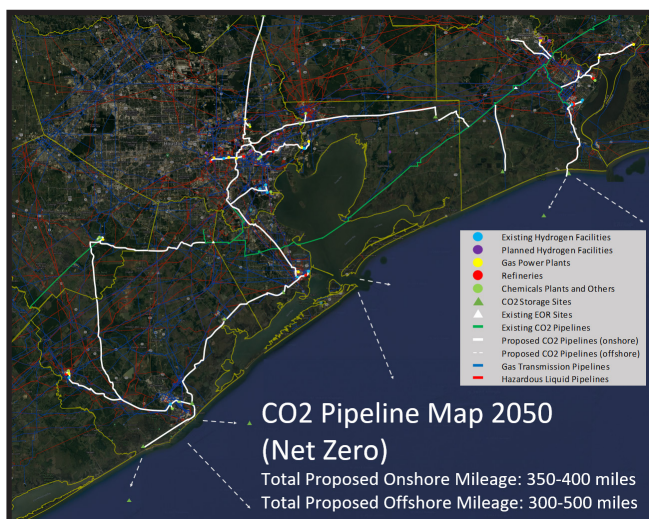 Existing Hydrogen Facilities
Planned Hydrogen Facilities
Gas Power Plants
Refineries
Chemicals Plants and Others
CO2 Storage Sites
Existing EOR Sites
Existing CO2 Pipelines
Proposed CO2 Pipelines (onshore)
Proposed CO2 Pipelines (offshore)
Gas Transmission Pipelines
Hazardous Liquid Pipelines
CO2 Pipeline Map 2050
(Net Zero)
Total Proposed Onshore Mileage: 350-400 miles
Total Proposed Offshore Mileage: 300-500 miles